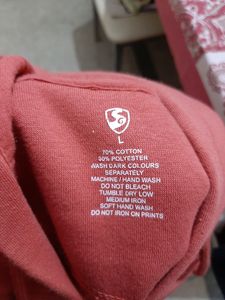 SG
L
70% COTTON
30% POLYESTER
WASH DARK COLOURS
SEPARATELY
MACHINE / HAND WASH
DO NOT BLEACH
TUMBLE DRY LOW
MEDIUM IRON
SOFT HAND WASH
DO NOT IRON ON PRINTS